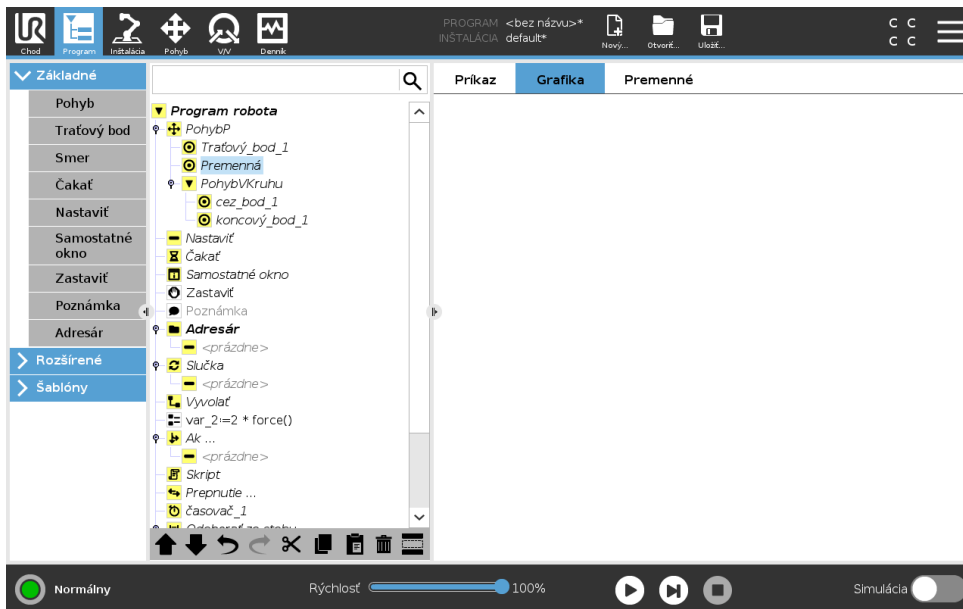 PROGRAM <bez názvu>*
INŠTALÁCIA default*
Chod
Program
Inštalácia
Pohyb
V/V
Denník
Nový...
Otvoriť...
Uložiť...
C C
C C
Základné
Pohyb
Traťový bod
Smer
Čakať
Nastaviť
Samostatné
okno
Zastaviť
Poznámka
Adresár
Rozšírené
Šablóny
Program robota
PohybP
Traťový_bod_1
Premenná
PohybVKruhu
cez_bod_1
koncový_bod_1
Nastaviť
Čakať
Samostatné okno
Zastaviť
Poznámka
Adresár
<prázdne>
Slučka
<prázdne>
Vyvolať
var_2:=2 * force()
Ak ...
<prázdne>
Skript
Prepnutie ...
časovač_1
Príkaz
Grafika
Premenné
Normálny
Rýchlosť
100%
Simulácia